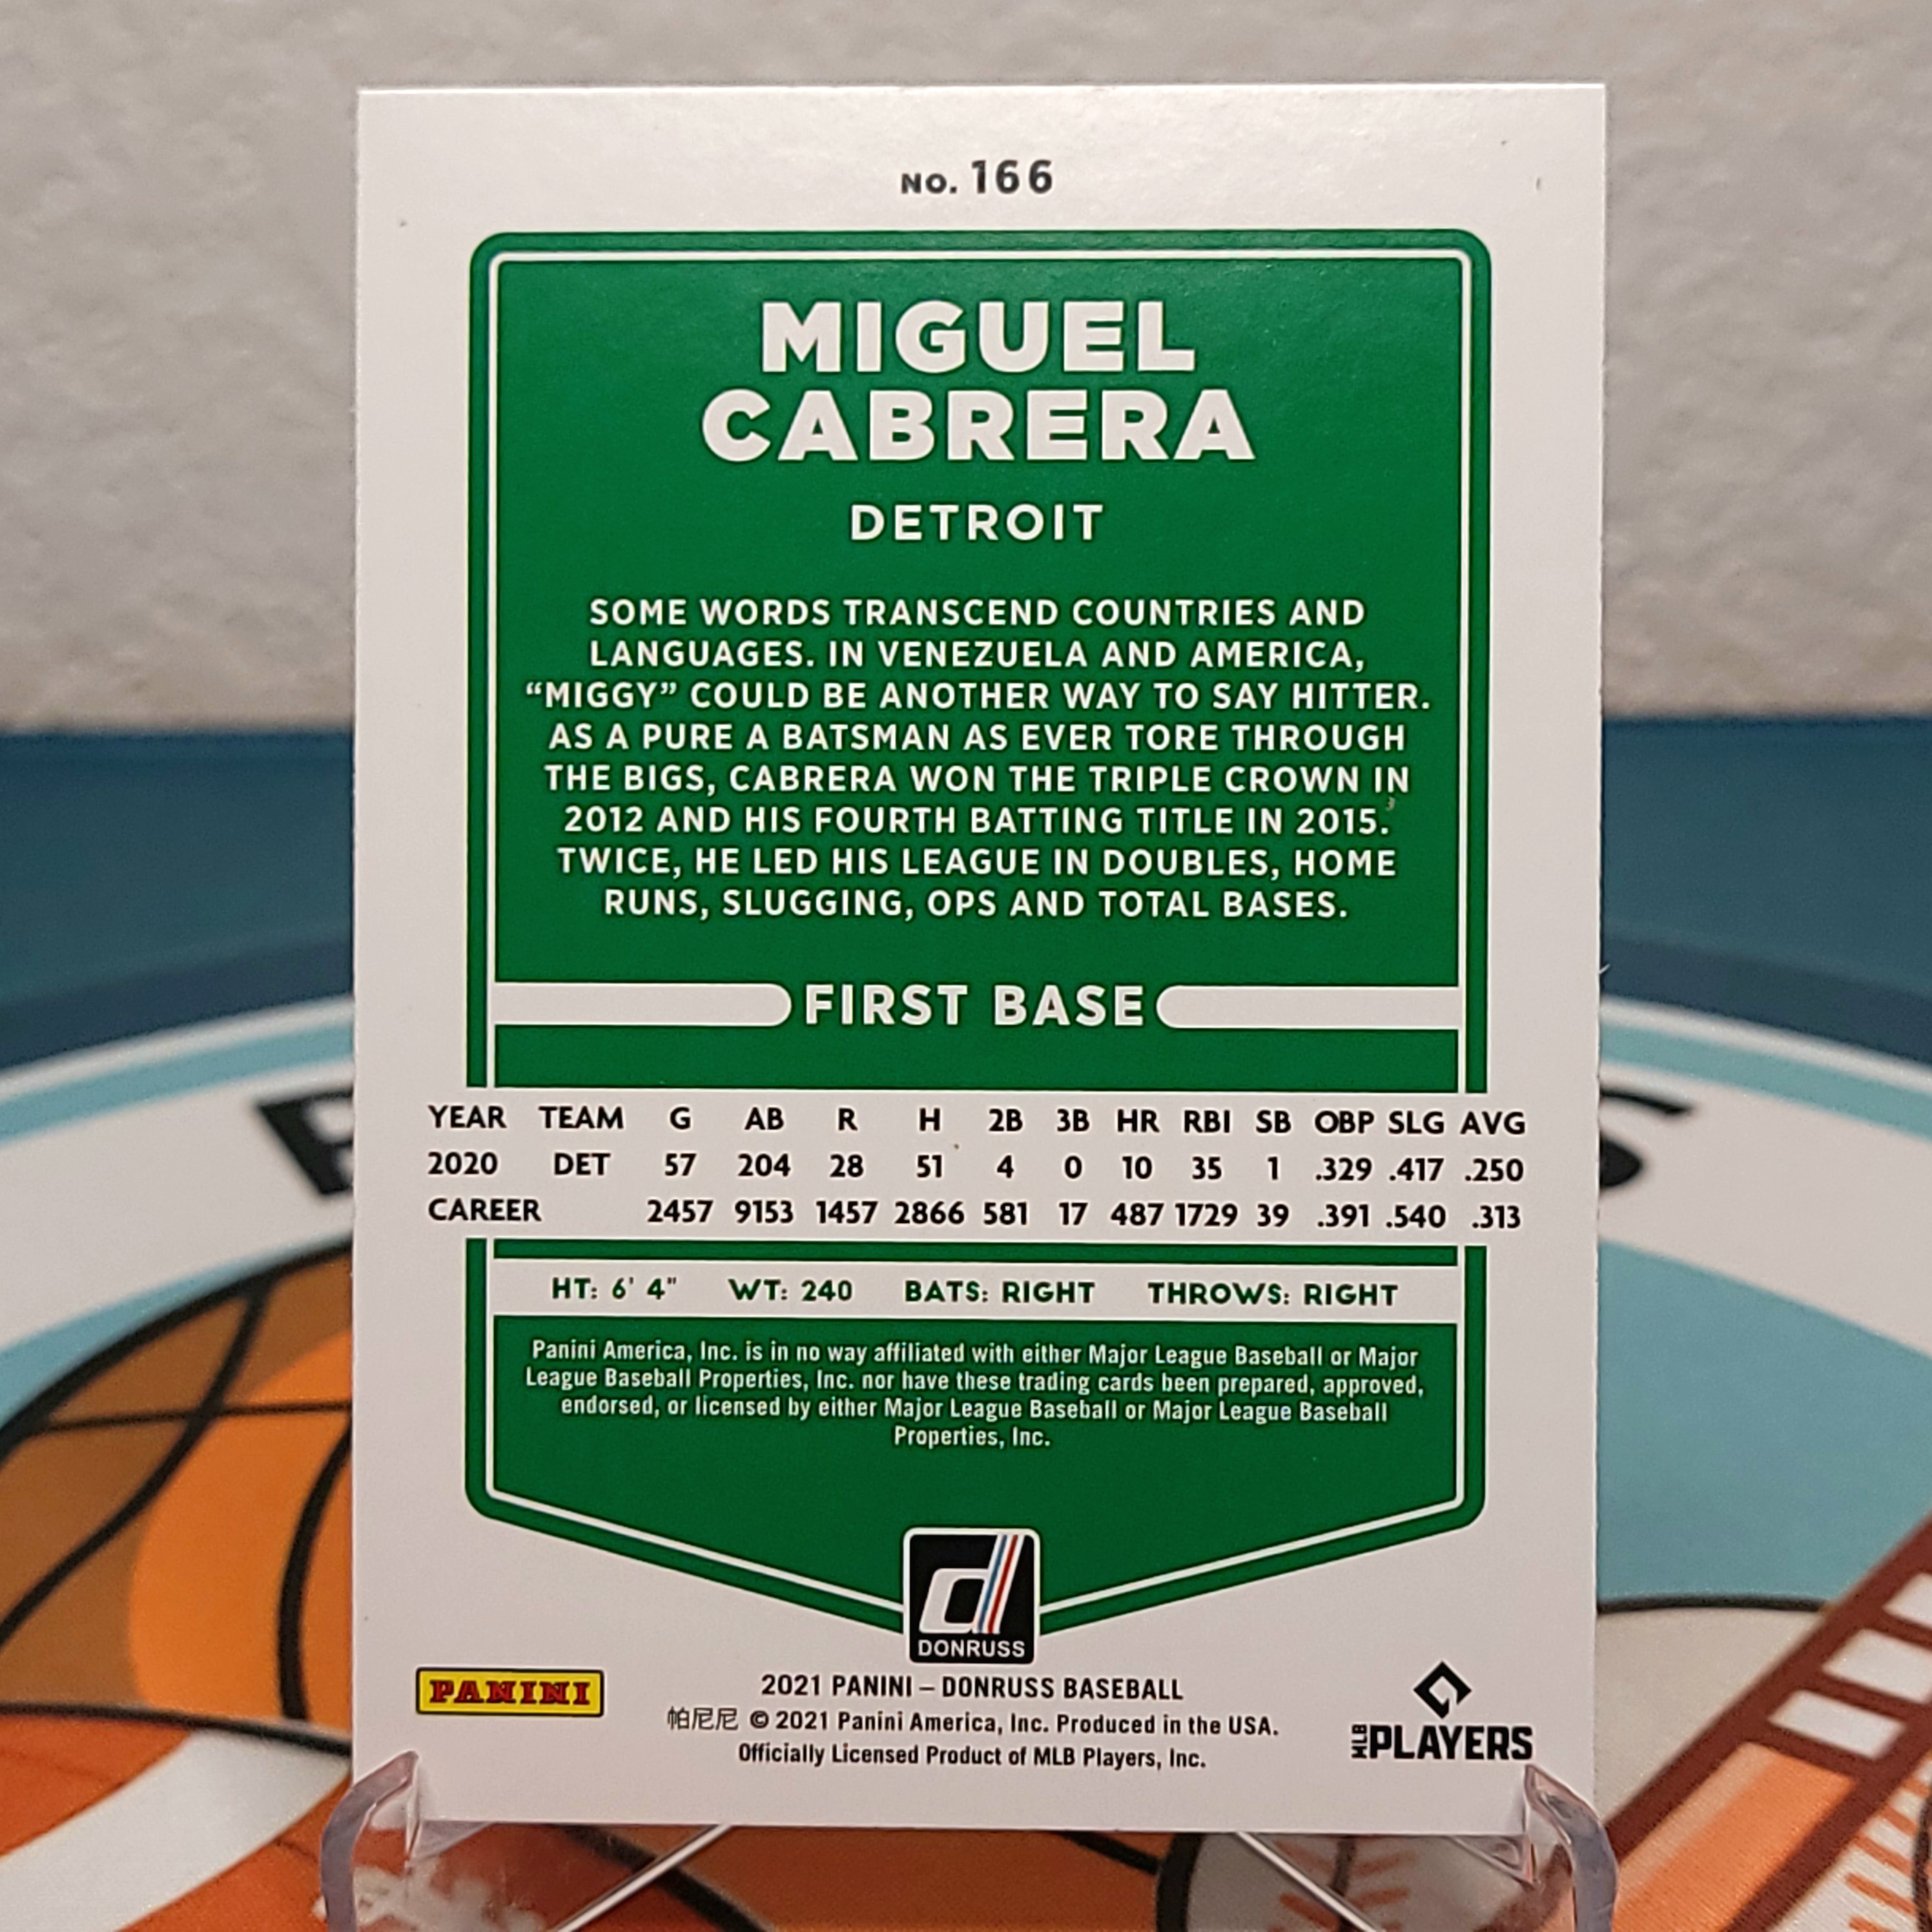 NO. 166
MIGUEL
CABRERA
DETROIT
SOME WORDS TRANSCEND COUNTRIES AND
LANGUAGES. IN VENEZUELA AND AMERICA,
“MIGGY” COULD BE ANOTHER WAY TO SAY HITTER.
AS A PURE A BATSMAN AS EVER TORE THROUGH
THE BIGS, CABRERA WON THE TRIPLE CROWN IN
2012 AND HIS FOURTH BATTING TITLE IN 2015.
TWICE, HE LED HIS LEAGUE IN DOUBLES, HOME
RUNS, SLUGGING, OPS AND TOTAL BASES.
FIRST BASE
YEAR TEAM G AB R H 2B 3B HR RBI SB OBP SLG AVG
2020 DET 57 204 28 51 4 0 10 35 1 .329 .417 .250
CAREER 2457 9153 1457 2866 581 17 487 1729 39 .391 .540 .313
HT: 6' 4" WT: 240 BATS: RIGHT THROWS: RIGHT
Panini America, Inc. is in no way affiliated with either Major League Baseball or Major
League Baseball Properties, Inc. nor have these trading cards been prepared, approved,
endorsed, or licensed by either Major League Baseball or Major League Baseball
Properties, Inc.
DONRUSS
PANINI
2021 PANINI – DONRUSS BASEBALL
帕尼尼 © 2021 Panini America, Inc. Produced in the USA.
Officially Licensed Product of MLB Players, Inc.
MLB PLAYERS